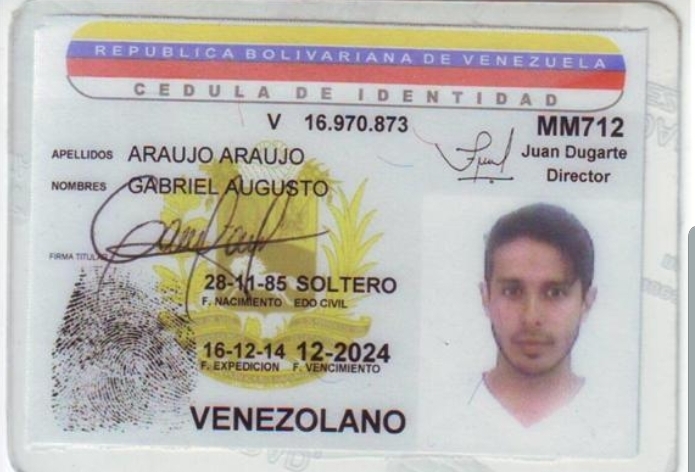 REPUBLICA BOLIVARIANA DE VENEZUELA
CEDULA DE IDENTIDAD
V 16.970.873
MM712
Juan Dugarte
Director
APELLIDOS ARAUJO ARAUJO
NOMBRES GABRIEL AUGUSTO
FIRMA TITULAR
28-11-85 SOLTERO
F. NACIMIENTO EDO CIVIL
16-12-14 12-2024
F. EXPEDICION F. VENCIMIENTO
VENEZOLANO